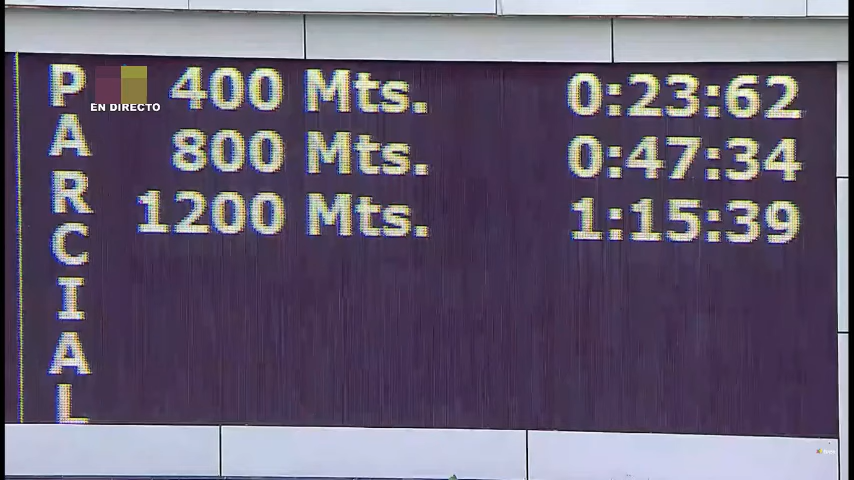 PARCIAL
EN DIRECTO
400 Mts. 0:23:62
800 Mts. 0:47:34
1200 Mts. 1:15:39